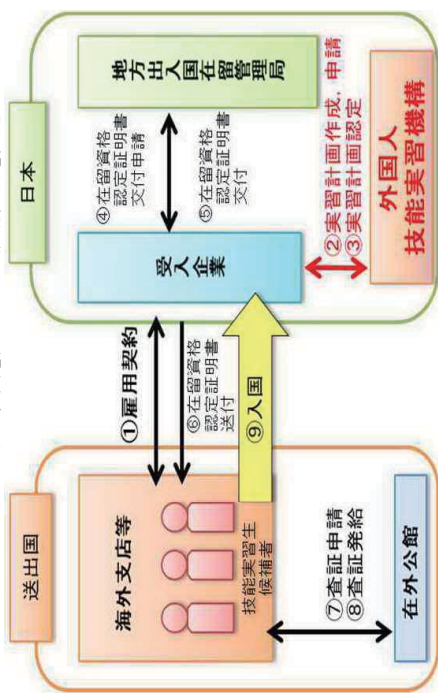 送出国
海外支店等
技能実習生
候補者
①雇用契約
⑥在留資格
認定証明書
送付
⑨入国
⑦査証申請
⑧査証発給
在外公館
日本
受入企業
④在留資格
認定証明書
交付申請
⑤在留資格
認定証明書
交付
地方出入国在留管理局
②実習計画作成，申請
③実習計画認定
外国人
技能実習機構